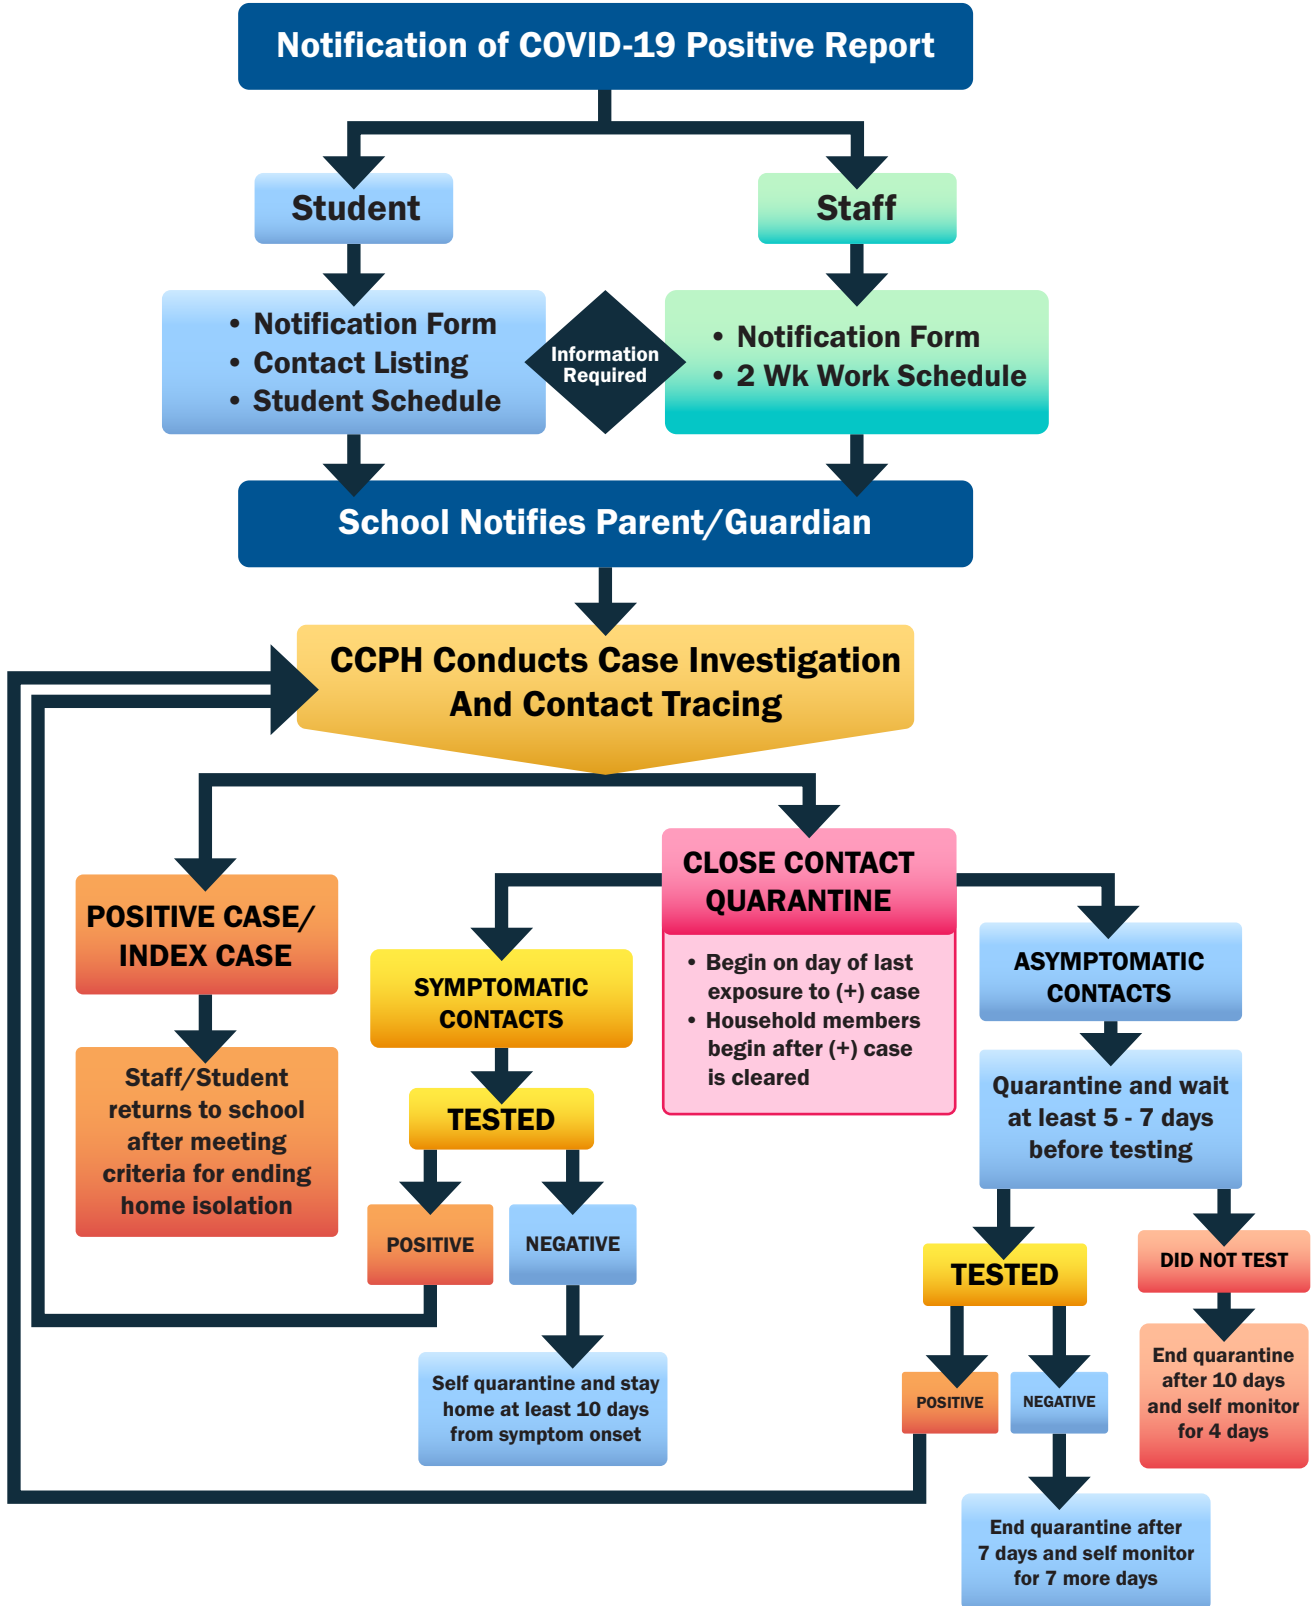 Notification of COVID-19 Positive Report
Student
Staff
• Notification Form
• Contact Listing
• Student Schedule
Information
Required
• Notification Form
• 2 Wk Work Schedule
School Notifies Parent/Guardian
CCPH Conducts Case Investigation
And Contact Tracing
POSITIVE CASE/
INDEX CASE
Staff/Student
returns to school
after meeting
criteria for ending
home isolation
CLOSE CONTACT
QUARANTINE
• Begin on day of last
exposure to (+) case
• Household members
begin after (+) case
is cleared
SYMPTOMATIC
CONTACTS
TESTED
POSITIVE
NEGATIVE
Self quarantine and stay
home at least 10 days
from symptom onset
ASYMPTOMATIC
CONTACTS
Quarantine and wait
at least 5 - 7 days
before testing
TESTED
DID NOT TEST
POSITIVE
NEGATIVE
End quarantine
after 10 days
and self monitor
for 4 days
End quarantine after
7 days and self monitor
for 7 more days